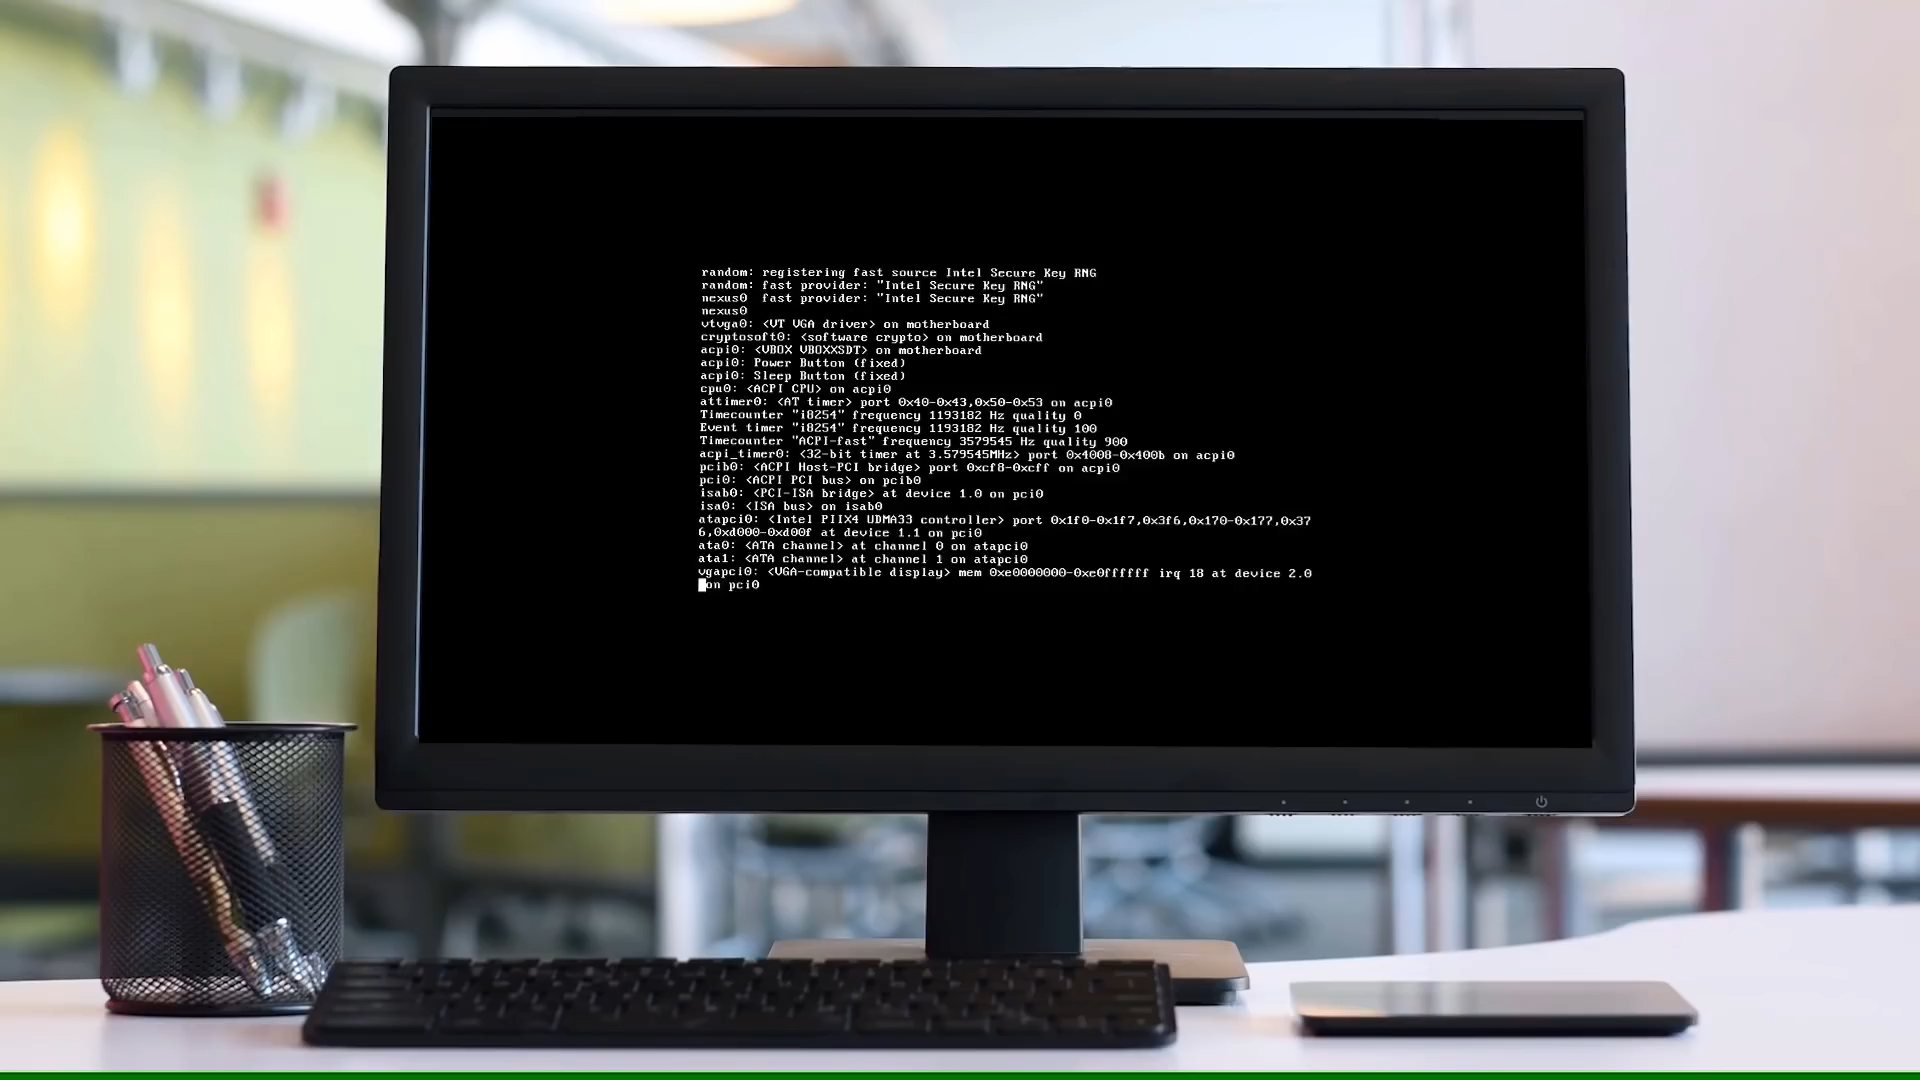 random: registering fast source Intel Secure Key RNG
random: fast provider: "Intel Secure Key RNG"
nexus0  fast provider: "Intel Secure Key RNG"
nexus0
vtvga0: <VT VGA driver> on motherboard
cryptosoft0: <software crypto> on motherboard
acpi0: <VBOX VBOXXSDT> on motherboard
acpi0: Power Button (fixed)
acpi0: Sleep Button (fixed)
cpu0: <ACPI CPU> on acpi0
attimer0: <AT timer> port 0x40-0x43,0x50-0x53 on acpi0
Timecounter "i8254" frequency 1193182 Hz quality 0
Event timer "i8254" frequency 1193182 Hz quality 100
Timecounter "ACPI-fast" frequency 3579545 Hz quality 900
acpi_timer0: <32-bit timer at 3.579545MHz> port 0x4008-0x400b on acpi0
pcib0: <ACPI Host-PCI bridge> port 0xcf8-0xcff on acpi0
pci0: <ACPI PCI bus> on pcib0
isab0: <PCI-ISA bridge> at device 1.0 on pci0
isa0: <ISA bus> on isab0
atapci0: <Intel PIIX4 UDMA33 controller> port 0x1f0-0x1f7,0x3f6,0x170-0x177,0x37
6,0xd000-0xd00f at device 1.1 on pci0
ata0: <ATA channel> at channel 0 on atapci0
ata1: <ATA channel> at channel 1 on atapci0
vgapci0: <VGA-compatible display> mem 0xe0000000-0xe0ffffff irq 18 at device 2.0
on pci0